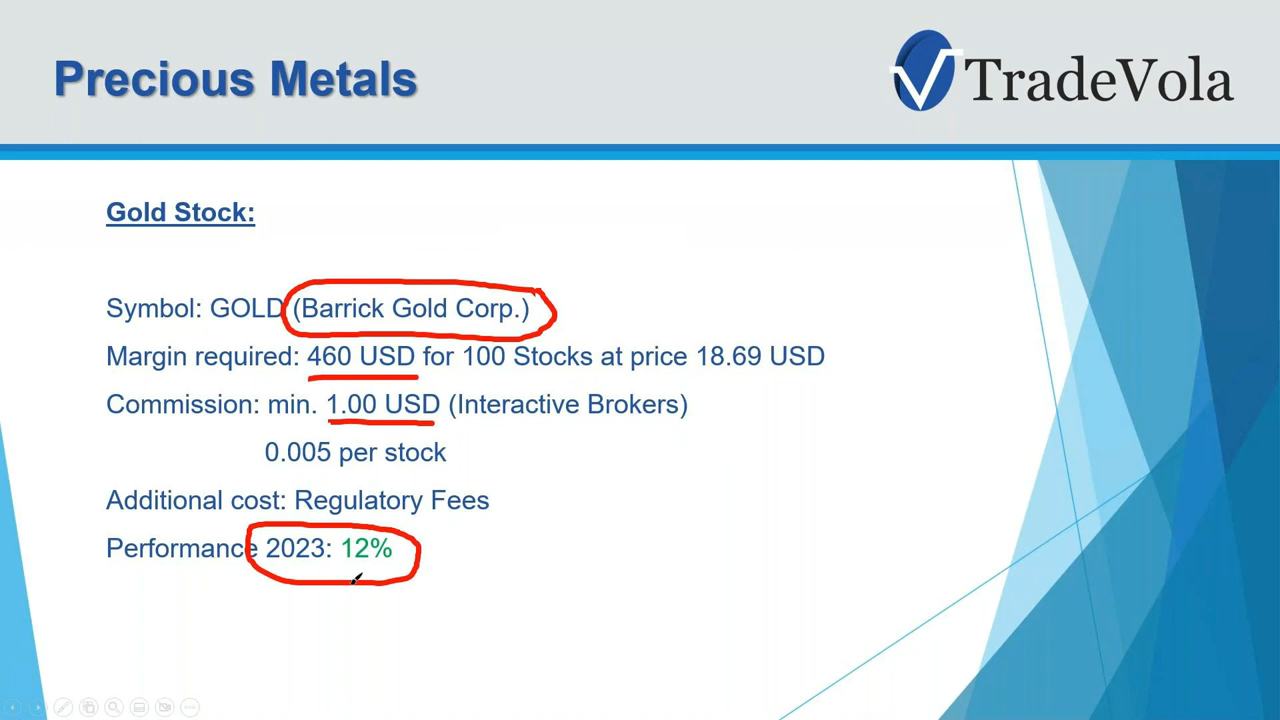 Precious Metals
TradeVola
Gold Stock:
Symbol: GOLD (Barrick Gold Corp.)
Margin required: 460 USD for 100 Stocks at price 18.69 USD
Commission: min. 1.00 USD (Interactive Brokers)
0.005 per stock
Additional cost: Regulatory Fees
Performance 2023: 12%